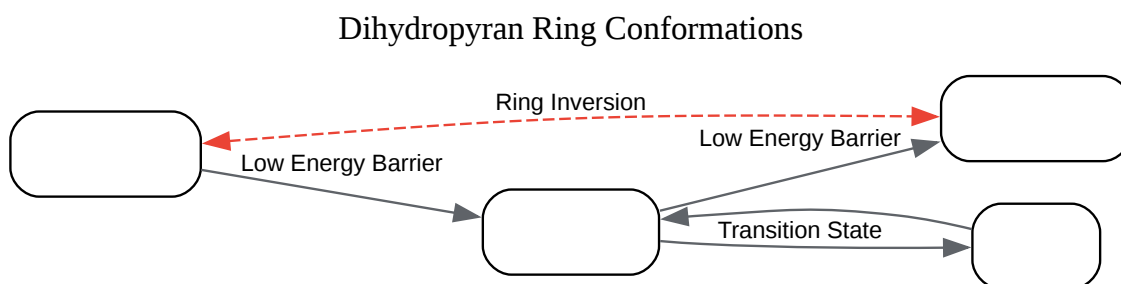 Dihydropyran Ring Conformations
Ring Inversion
Low Energy Barrier
Low Energy Barrier
Transition State